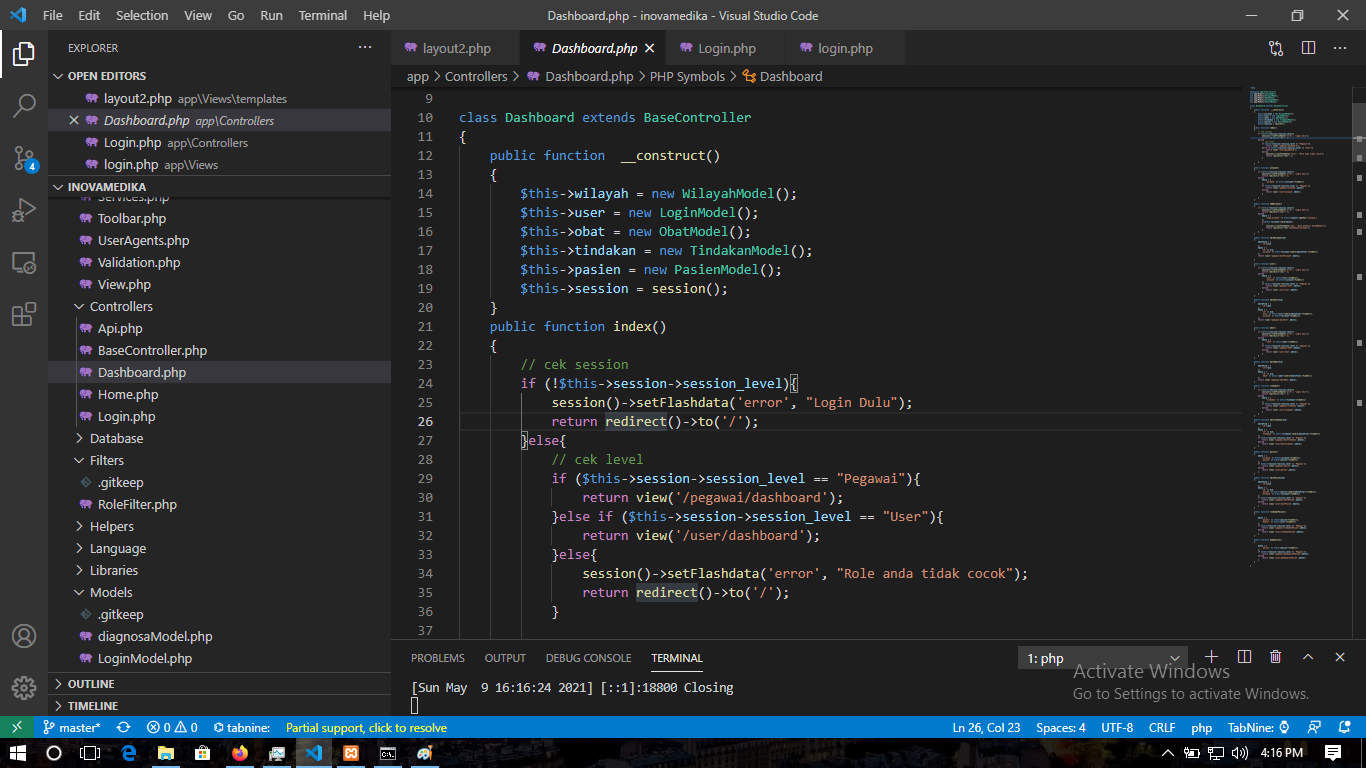 File Edit Selection View Go Run Terminal Help
Dashboard.php - inovamedika - Visual Studio Code
EXPLORER
OPEN EDITORS
layout2.php app\Views\templates
Dashboard.php app\Controllers
Login.php app\Controllers
login.php app\Views
INOVAMEDIKA
Services.php
Toolbar.php
UserAgents.php
Validation.php
View.php
Controllers
Api.php
BaseController.php
Dashboard.php
Home.php
Login.php
Database
Filters
.gitkeep
RoleFilter.php
Helpers
Language
Libraries
Models
.gitkeep
diagnosaModel.php
LoginModel.php
OUTLINE
TIMELINE
4
layout2.php Dashboard.php Login.php login.php
app > Controllers > Dashboard.php > PHP Symbols > Dashboard
9
10 class Dashboard extends BaseController
11 {
12 public function __construct()
13 {
14 $this->wilayah = new WilayahModel();
15 $this->user = new LoginModel();
16 $this->obat = new ObatModel();
17 $this->tindakan = new TindakanModel();
18 $this->pasien = new PasienModel();
19 $this->session = session();
20 }
21 public function index()
22 {
23 // cek session
24 if (!$this->session->session_level){
25 session()->setFlashdata('error', "Login Dulu");
26 return redirect()->to('/');
27 }else{
28 // cek level
29 if ($this->session->session_level == "Pegawai"){
30 return view('/pegawai/dashboard');
31 }else if ($this->session->session_level == "User"){
32 return view('/user/dashboard');
33 }else{
34 session()->setFlashdata('error', "Role anda tidak cocok");
35 return redirect()->to('/');
36 }
37
PROBLEMS OUTPUT DEBUG CONSOLE TERMINAL
1: php
[Sun May  9 16:16:24 2021] [::1]:18800 Closing
Activate Windows
Go to Settings to activate Windows.
master* 0 0 tabnine: Partial support, click to resolve
Ln 26, Col 23 Spaces: 4 UTF-8 CRLF php TabNine:
4:16 PM